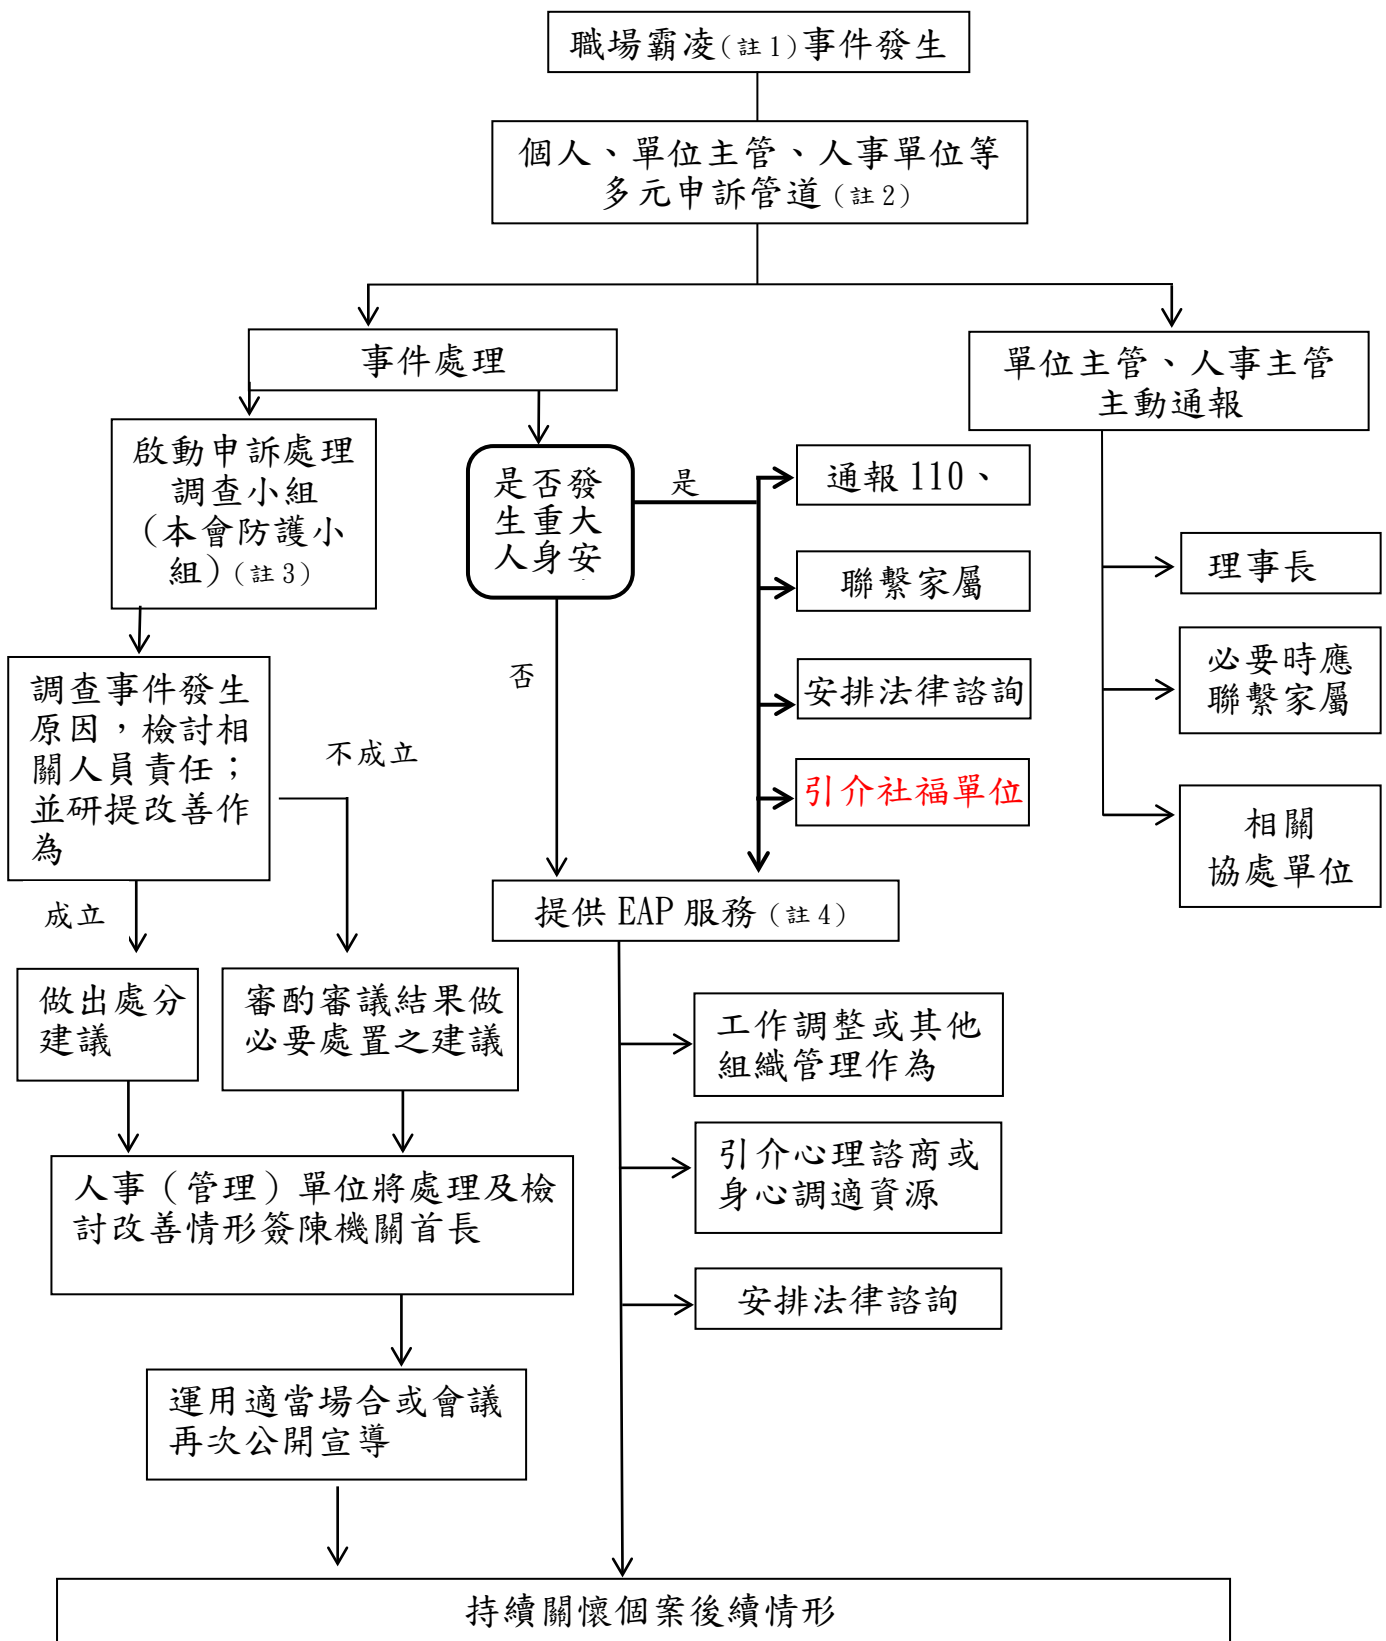 職場霸凌(註1)事件發生
個人、單位主管、人事單位等
多元申訴管道(註2)
事件處理
單位主管、人事主管
主動通報
啟動申訴處理
調查小組
(本會防護小
組)(註3)
是否發
生重大
人身安
是
通報 110、
聯繫家屬
安排法律諮詢
引介社福單位
理事長
必要時應
聯繫家屬
相關
協處單位
否
調查事件發生
原因，檢討相
關人員責任；
並研提改善作
為
不成立
成立
提供 EAP 服務(註4)
做出處分
建議
審酌審議結果做
必要處置之建議
工作調整或其他
組織管理作為
引介心理諮商或
身心調適資源
安排法律諮詢
人事（管理）單位將處理及檢
討改善情形簽陳機關首長
運用適當場合或會議
再次公開宣導
持續關懷個案後續情形